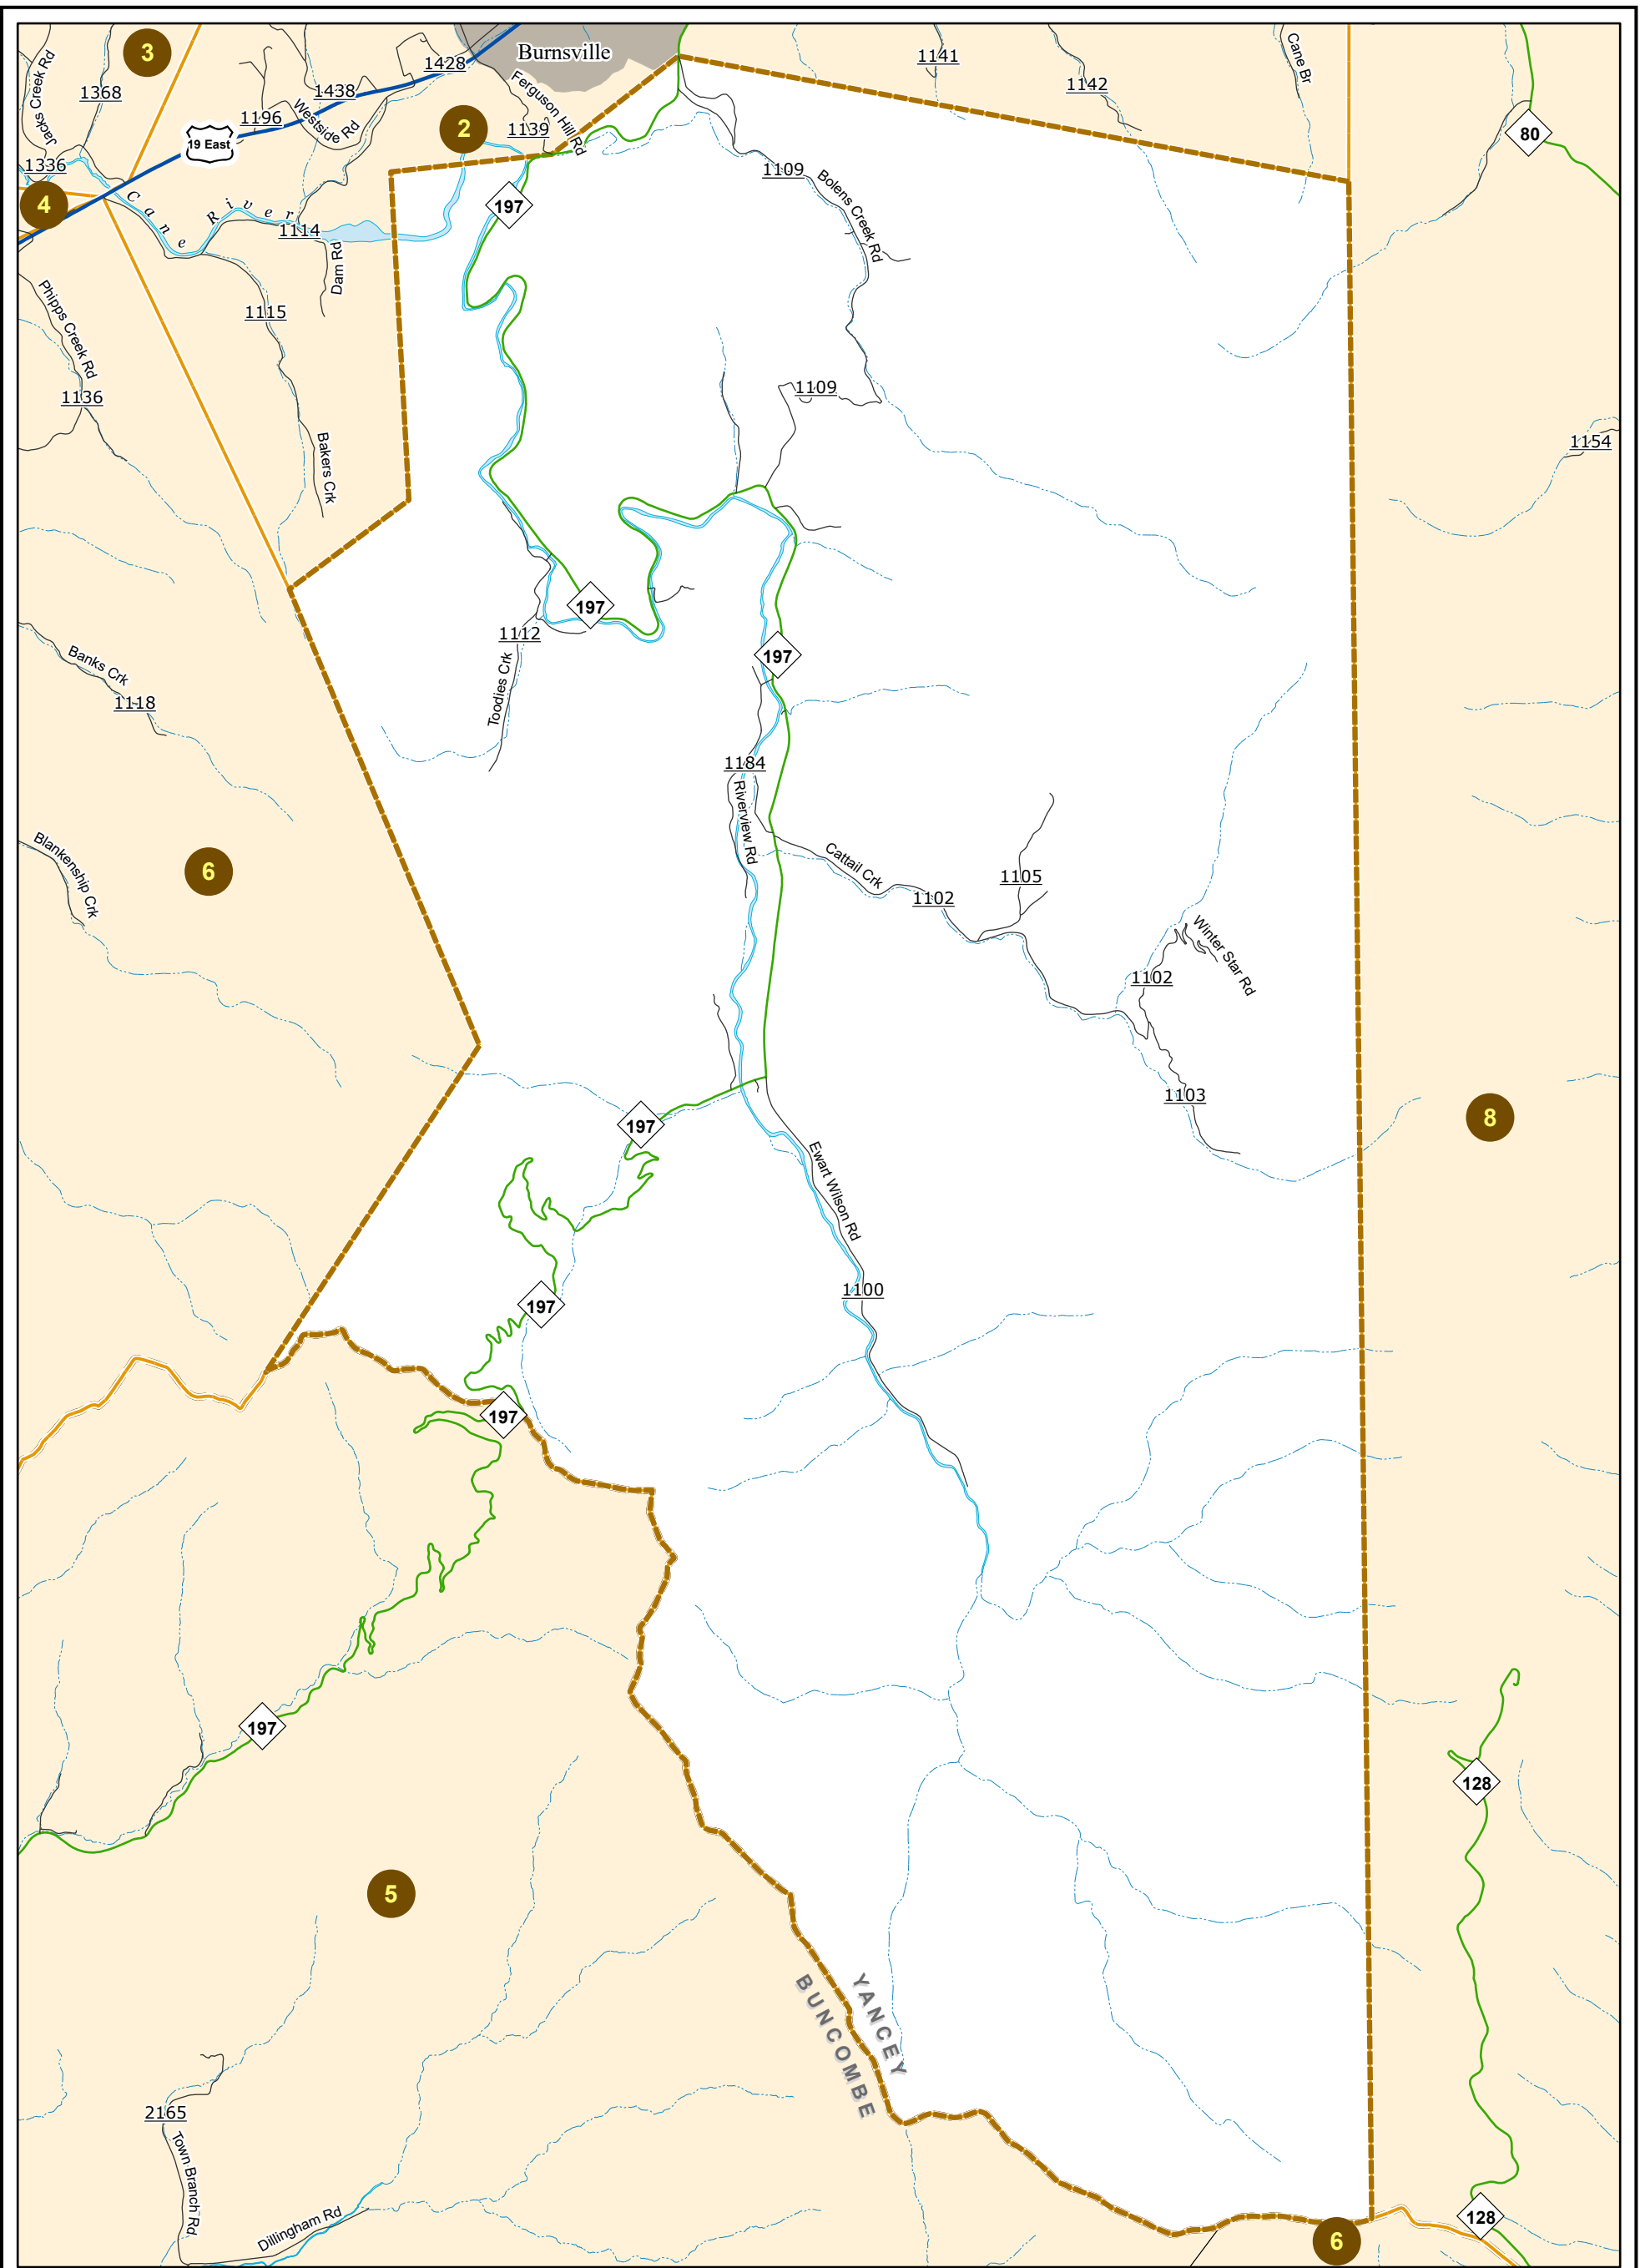 Burnsville
3
1428
1141
Cane Br
Jacks Creek Rd
1368
1438
1142
Ferguson Hill Rd
1196
Westside Rd
2
1139
80
19 East
1336
1109
Bolens Creek Rd
4
Cane River
197
1114
Dam Rd
Phipps Creek Rd
1115
1109
1136
1154
Bakers Crk
197
1112
Banks Crk
197
Toodies Crk
1118
1184
Riverview Rd
Blankenship Crk
Cattail Crk
6
1105
1102
Winter Star Rd
1102
1103
8
197
Ewart Wilson Rd
1100
197
197
197
128
5
YANCEY
BUNCOMBE
2165
Town Branch Rd
Dillingham Rd
128
6